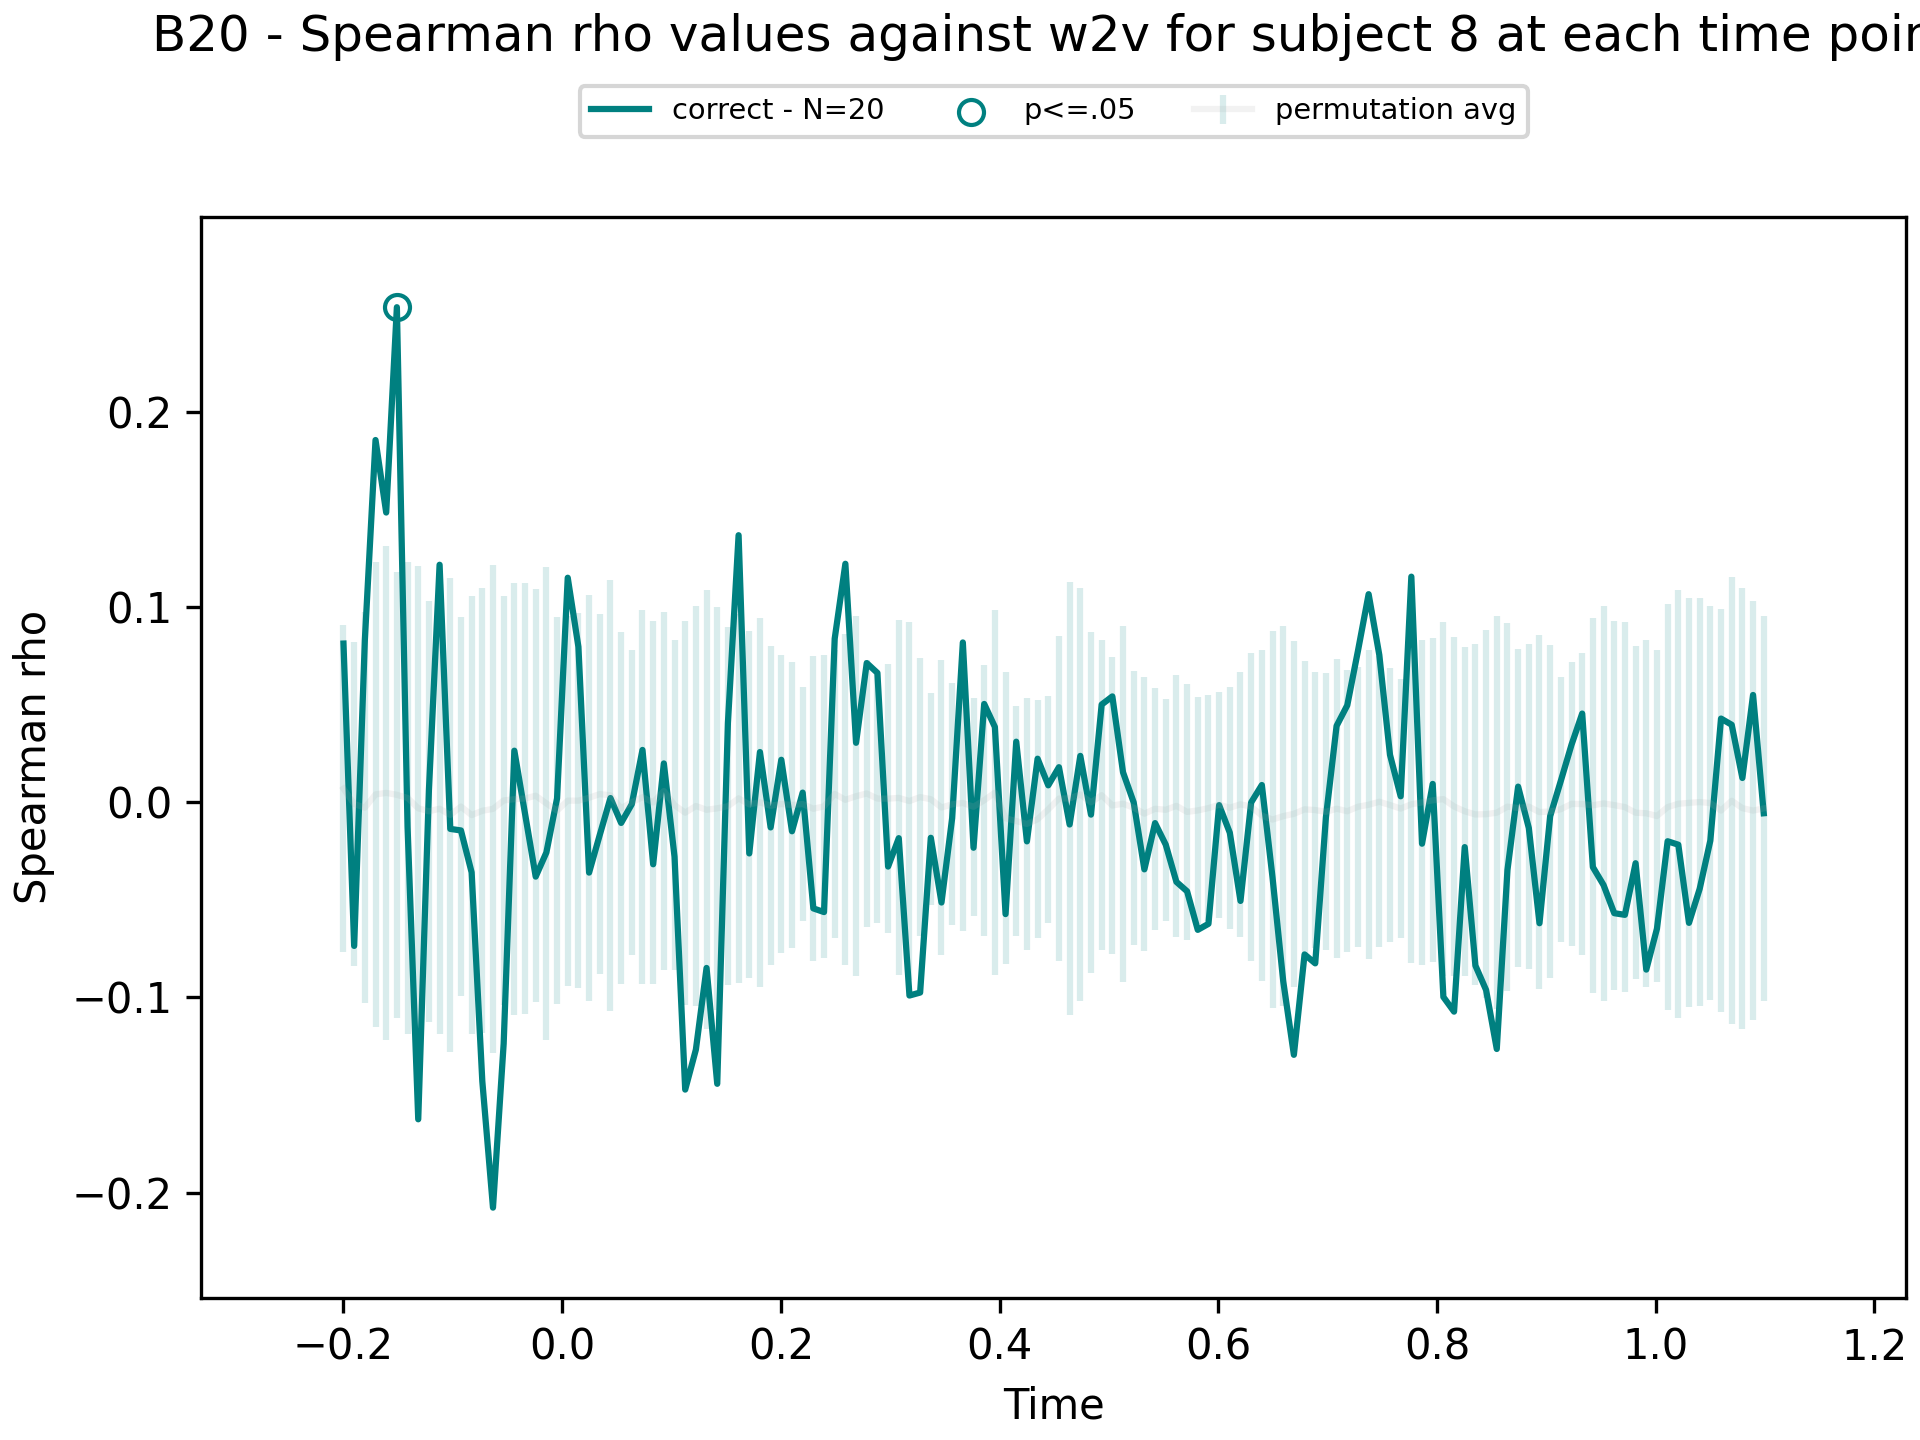 B20 - Spearman rho values against w2v for subject 8 at each time poi
correct - N=20 p<=.05 permutation avg
Spearman rho
0.2
0.1
0.0
−0.1
−0.2
−0.2 0.0 0.2 0.4 0.6 0.8 1.0 1.2
Time